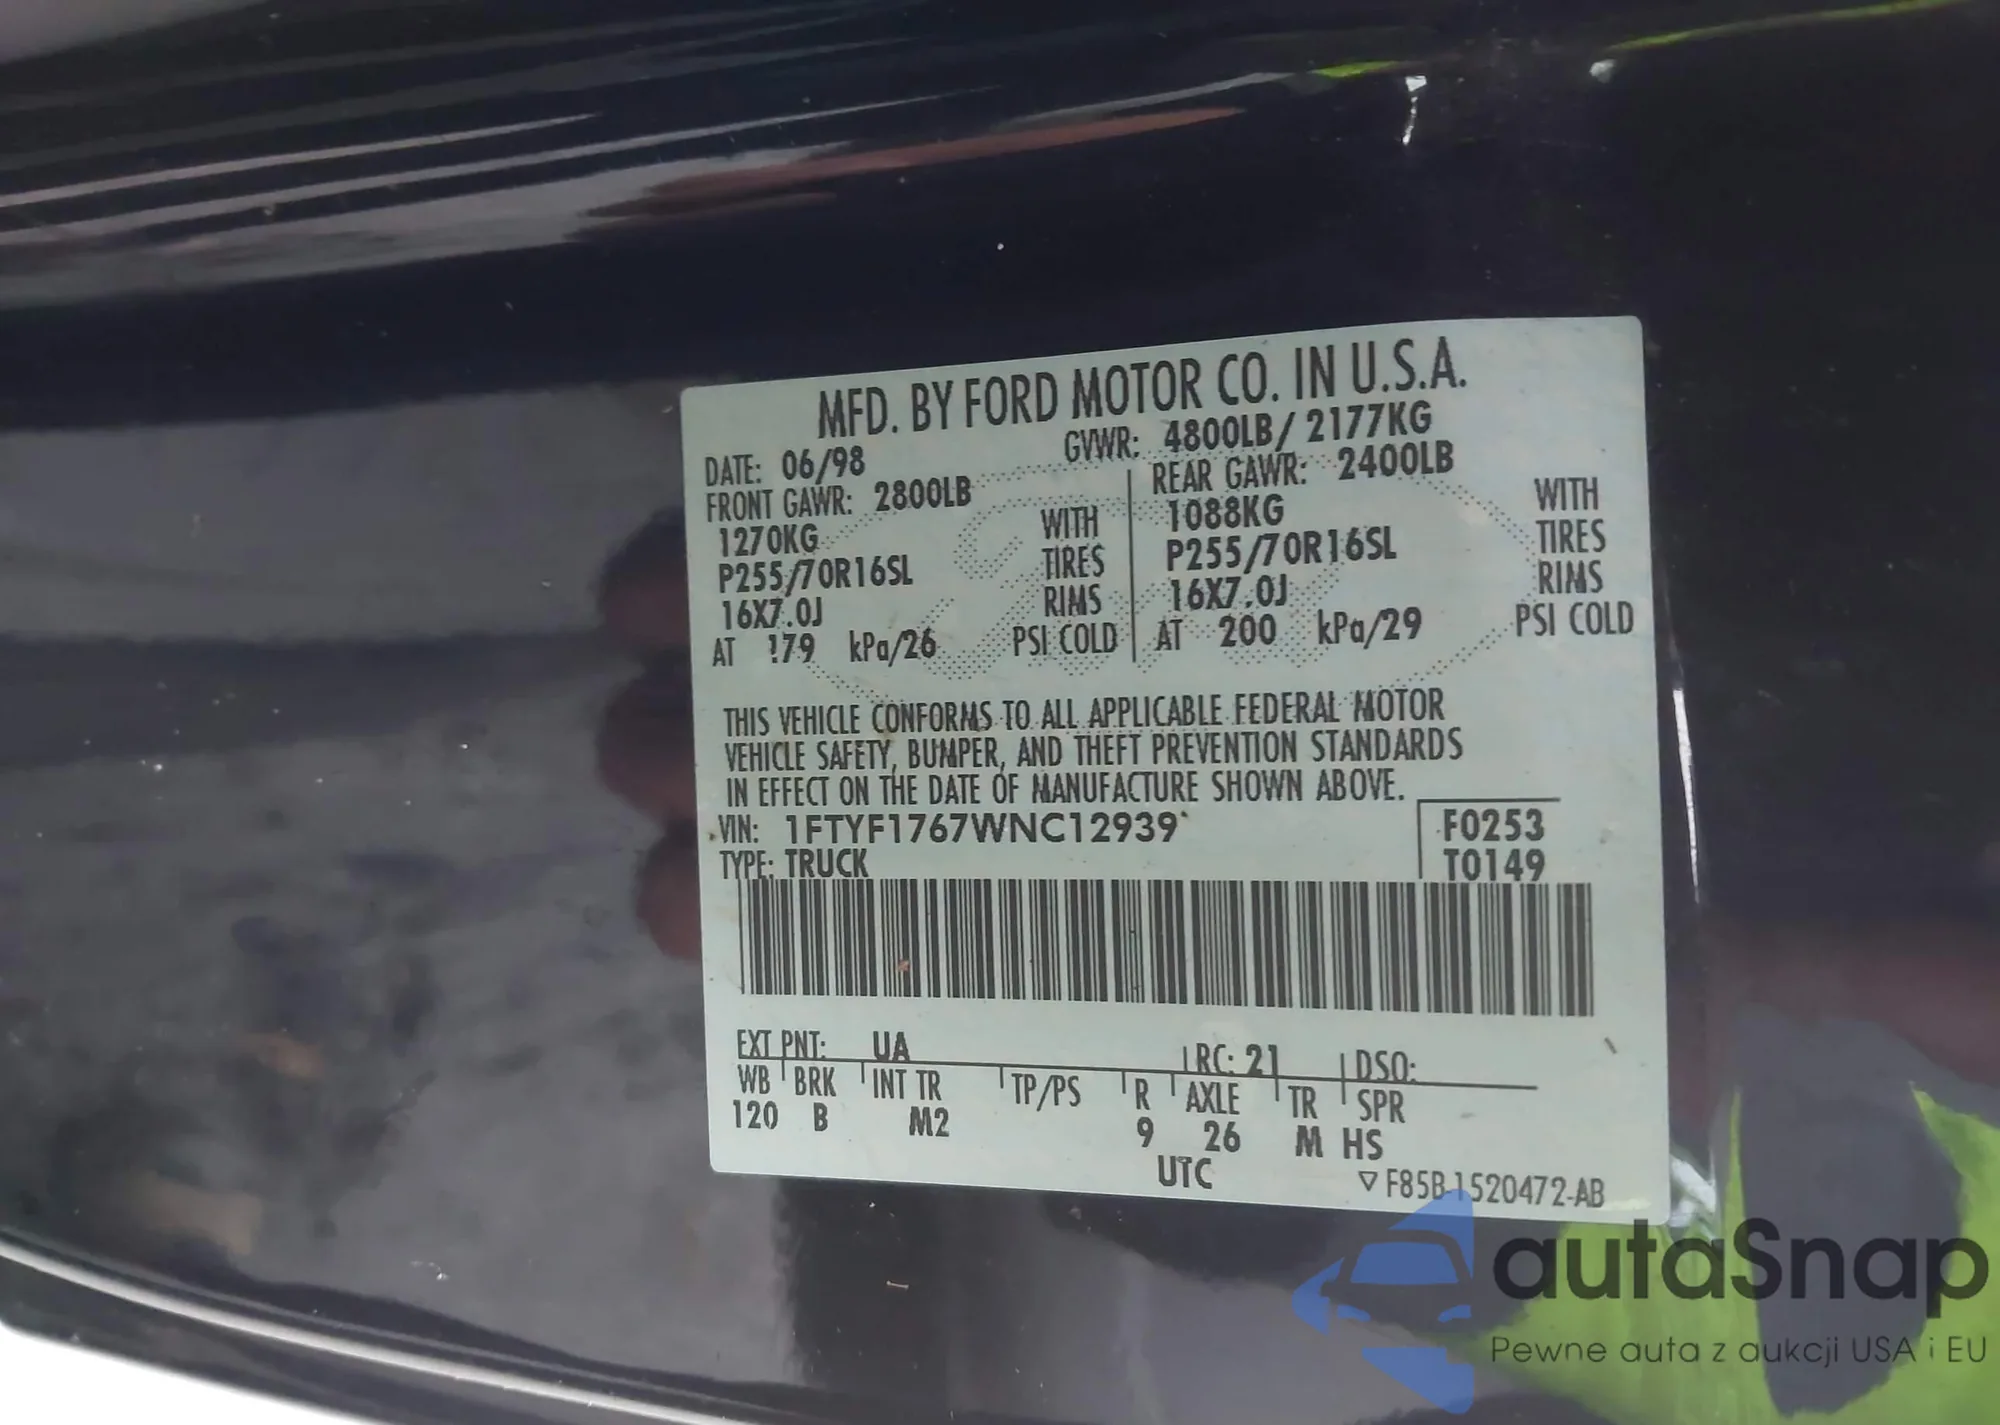 MFD. BY FORD MOTOR CO. IN U.S.A.
DATE: 06/98 GVWR: 4800LB/ 2177KG
FRONT GAWR: 2800LB REAR GAWR: 2400LB
1270KG WITH 1088KG WITH
P255/70R16SL TIRES P255/70R16SL TIRES
16X7.0J RIMS 16X7.0J RIMS
AT 179 kPa/26 PSI COLD AT 200 kPa/29 PSI COLD
THIS VEHICLE CONFORMS TO ALL APPLICABLE FEDERAL MOTOR
VEHICLE SAFETY, BUMPER, AND THEFT PREVENTION STANDARDS
IN EFFECT ON THE DATE OF MANUFACTURE SHOWN ABOVE.
VIN: 1FTYF1767WNC12939 F0253
TYPE: TRUCK T0149
EXT PNT: UA RC: 21 DSO:
WB BRK INT TR TP/PS R AXLE TR SPR
120 B M2 9 26 M HS
UTC
F85B-1520472-AB
autaSnap
Pewne auta z aukcji USA i EU